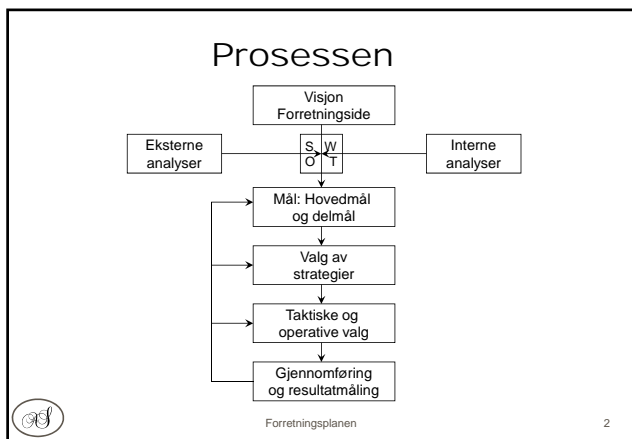 Prosessen
Visjon
Forretningside
Eksterne
analyser
S W
O T
Interne
analyser
Mål: Hovedmål
og delmål
Valg av
strategier
Taktiske og
operative valg
Gjennomføring
og resultatmåling
Forretningsplanen
2